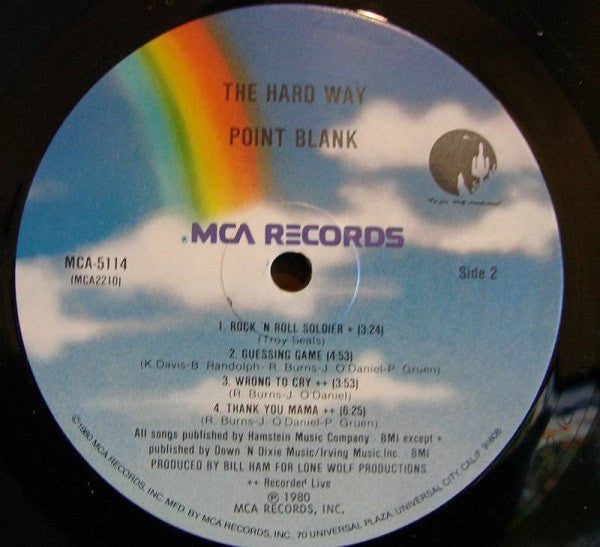 THE HARD WAY
POINT BLANK
MCA RECORDS
MCA-5114
(MCA2210)
Side 2
1. ROCK 'N ROLL SOLDIER + (3:24)
(Troy Seals)
2. GUESSING GAME (4:53)
(K. Davis-B. Randolph- R. Burns-J. O'Daniel-P. Gruen)
3. WRONG TO CRY ++ (3:53)
(R. Burns-J. O'Daniel)
4. THANK YOU MAMA ++ (6:25)
(R. Burns-J. O'Daniel-P. Gruen)
All songs published by Hamstein Music Company - BMI except +
published by Down 'N Dixie Music/Irving Music,Inc. - BMI
PRODUCED BY BILL HAM FOR LONE WOLF PRODUCTIONS
++ Recorded Live
℗ 1980
MCA RECORDS, INC.
©1980 MCA RECORDS, INC. MFD. BY MCA RECORDS, INC., 70 UNIVERSAL PLAZA, UNIVERSAL CITY, CALIF. 91608